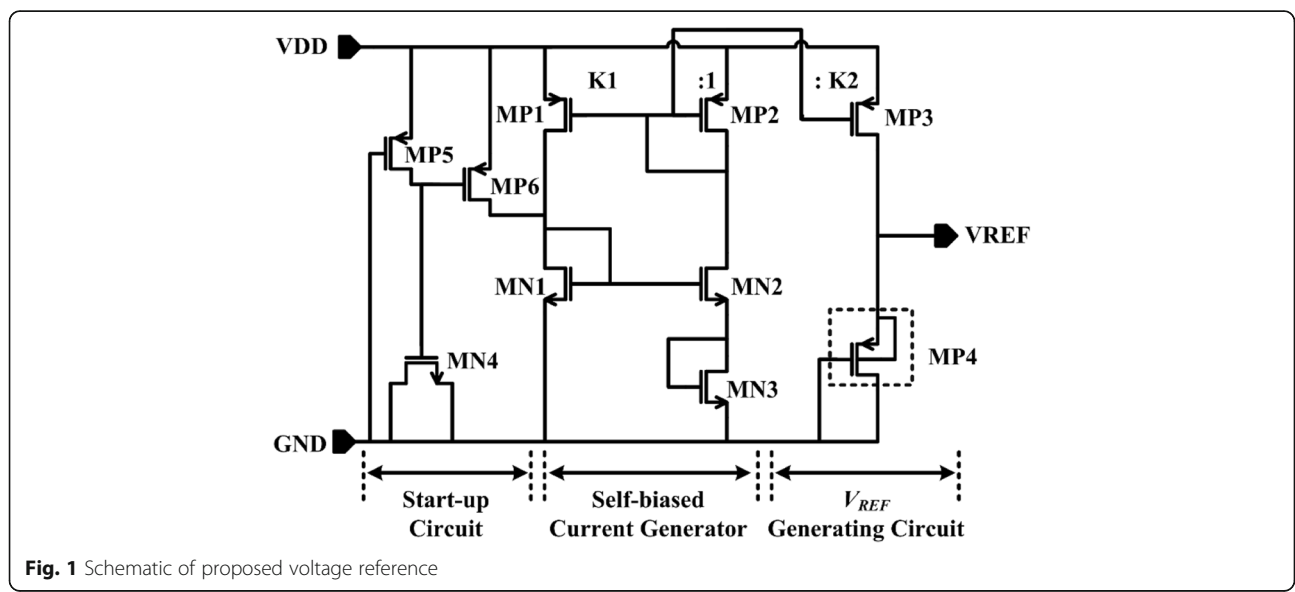 VDD
K1 :1 : K2
MP1 MP2 MP3
MP5
MP6
VREF
MN1 MN2
MN4 MN3 MP4
GND
Start-up Circuit
Self-biased Current Generator
VREF Generating Circuit
Fig. 1 Schematic of proposed voltage reference